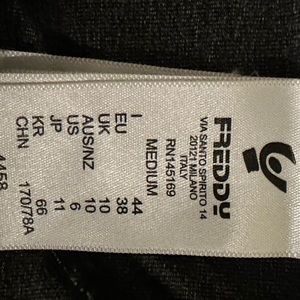 FREDDY
VIA SANTO SPIRITO 14
20121 MILANO
ITALY
RN145169
MEDIUM
I 44
EU 38
UK 10
AUS/NZ 10
US 6
JP 11
KR 66
CHN 170/78A